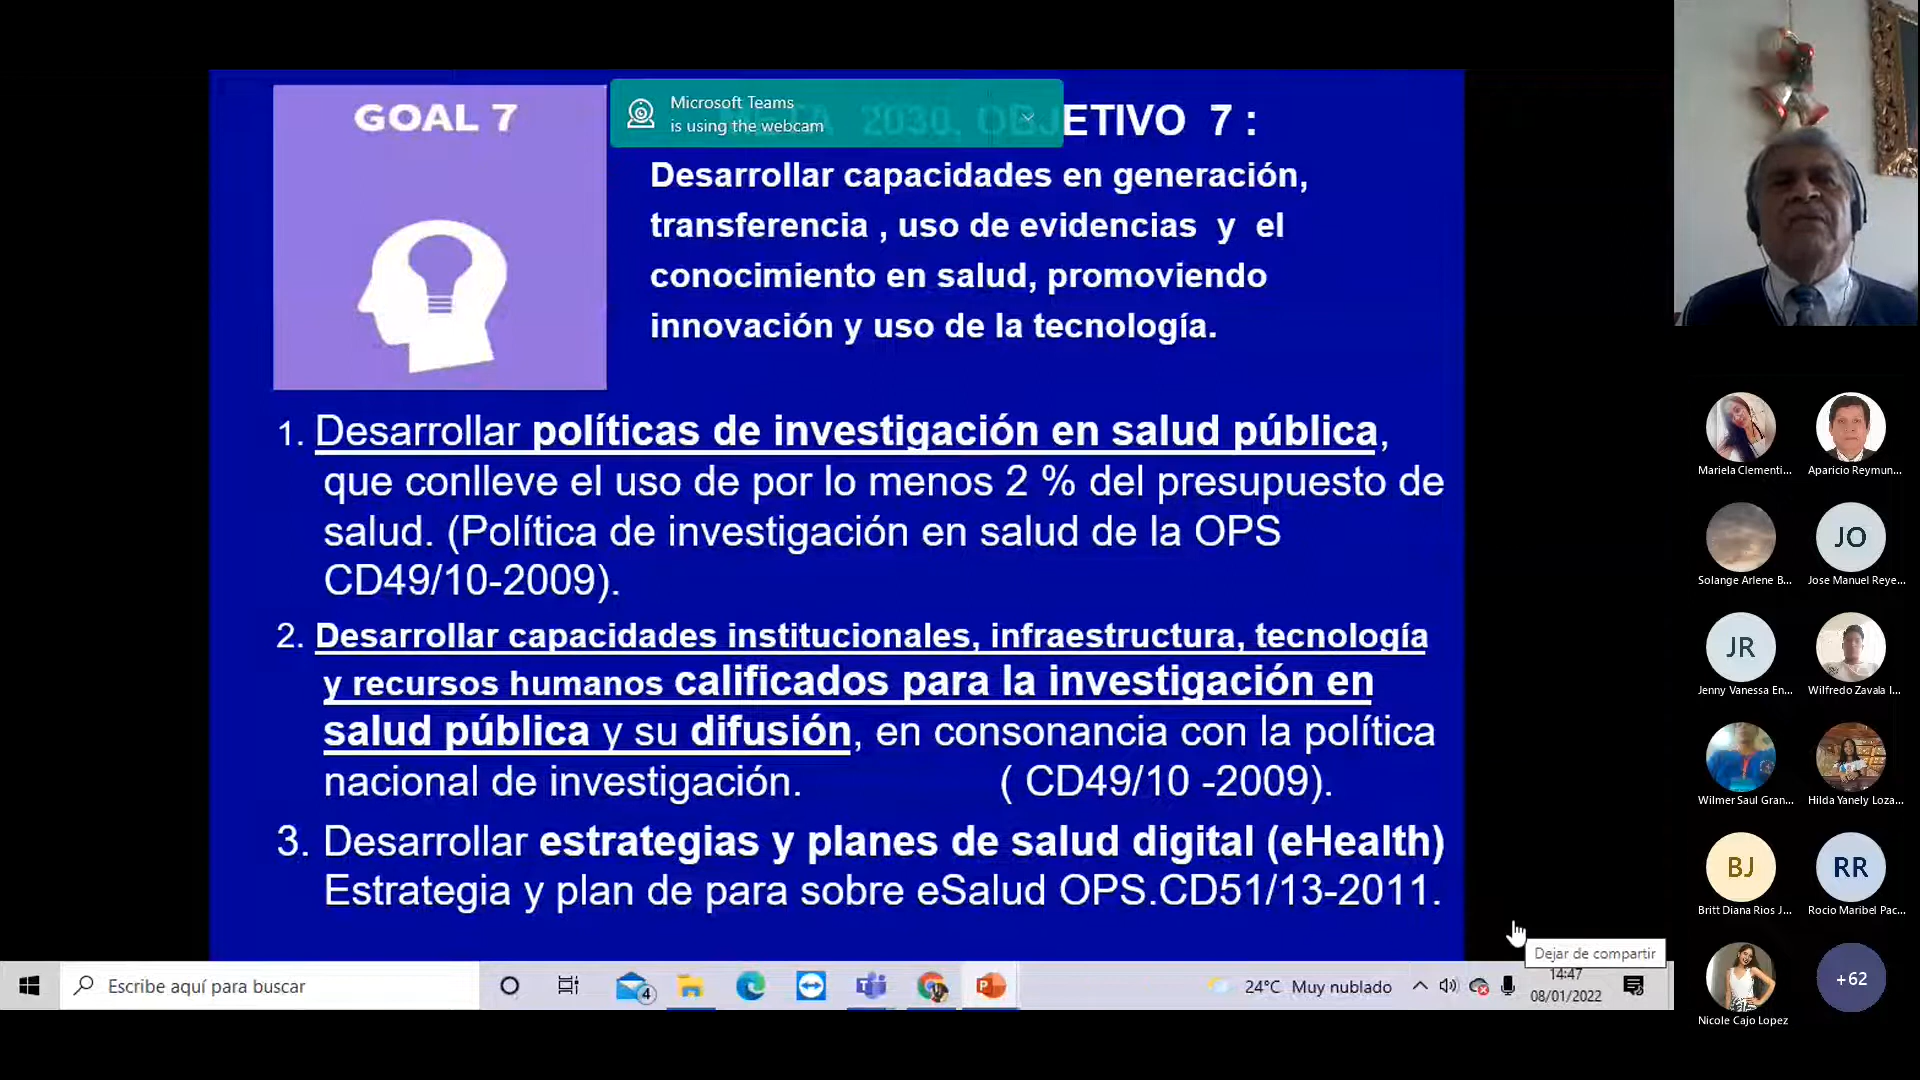 GOAL 7
Microsoft Teams
is using the webcam
META 2030, OBJETIVO 7 :
Desarrollar capacidades en generación,
transferencia , uso de evidencias y el
conocimiento en salud, promoviendo
innovación y uso de la tecnología.
1. Desarrollar políticas de investigación en salud pública,
que conlleve el uso de por lo menos 2 % del presupuesto de
salud. (Política de investigación en salud de la OPS
CD49/10-2009).
2. Desarrollar capacidades institucionales, infraestructura, tecnología
y recursos humanos calificados para la investigación en
salud pública y su difusión, en consonancia con la política
nacional de investigación. ( CD49/10 -2009).
3. Desarrollar estrategias y planes de salud digital (eHealth)
Estrategia y plan de para sobre eSalud OPS.CD51/13-2011.
Dejar de compartir
Escribe aquí para buscar
4
24°C Muy nublado
14:47
08/01/2022
Mariela Clementi...
Aparicio Reymun...
Solange Arlene B...
JO
Jose Manuel Reye...
JR
Jenny Vanessa En...
Wilfredo Zavala I...
Wilmer Saul Gran...
Hilda Yanely Loza...
BJ
Britt Diana Rios J...
RR
Rocio Maribel Pac...
Nicole Cajo Lopez
+62